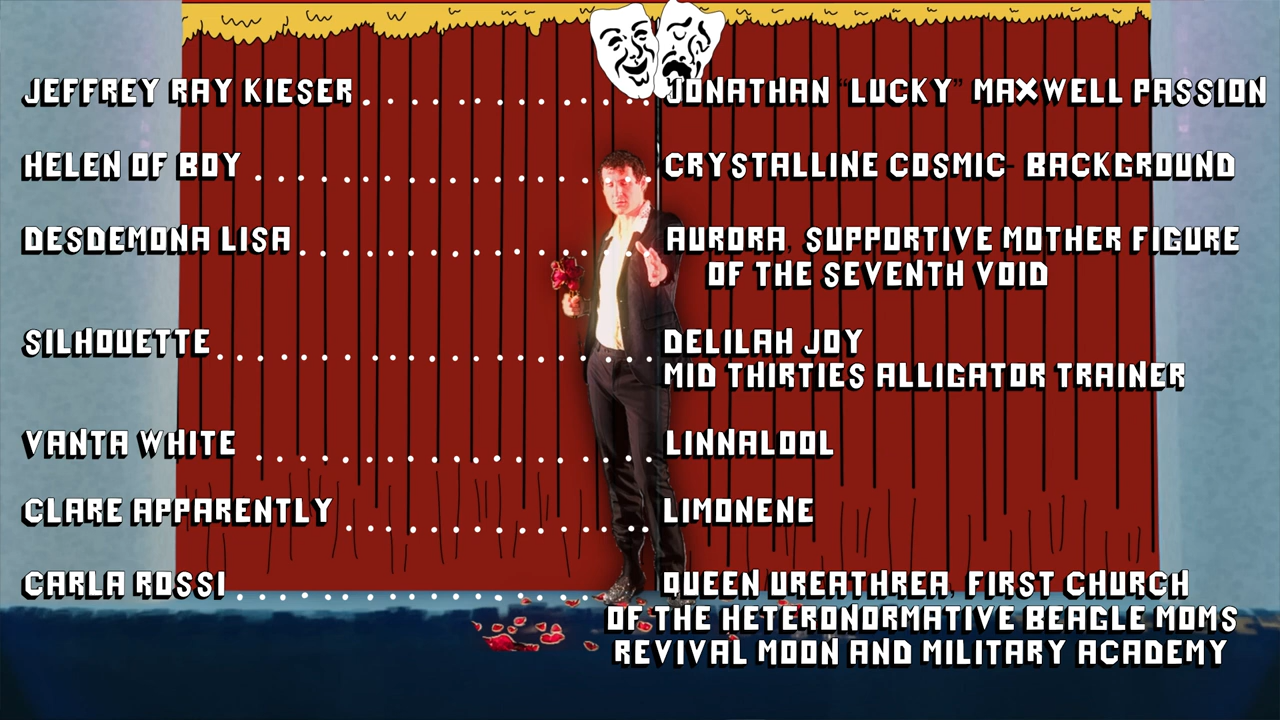 JEFFREY RAY KIESER . . . . . . . . . . . . . . JONATHAN "LUCKY" MAXWELL PASSION
HELEN OF BOY . . . . . . . . . . . . . . . . . . CRYSTALLINE COSMIC- BACKGROUND
DESDEMONA LISA . . . . . . . . . . . . . . . . AURORA, SUPPORTIVE MOTHER FIGURE
OF THE SEVENTH VOID
SILHOUETTE . . . . . . . . . . . . . . . . . . . . DELILAH JOY
MID THIRTIES ALLIGATOR TRAINER
VANTA WHITE . . . . . . . . . . . . . . . . . . LINNALOOL
CLARE APPARENTLY . . . . . . . . . . . . . . LIMONENE
CARLA ROSSI . . . . . . . . . . . . . . . . . . . QUEEN UREATHREA, FIRST CHURCH
OF THE HETERONORMATIVE BEAGLE MOMS
REVIVAL MOON AND MILITARY ACADEMY